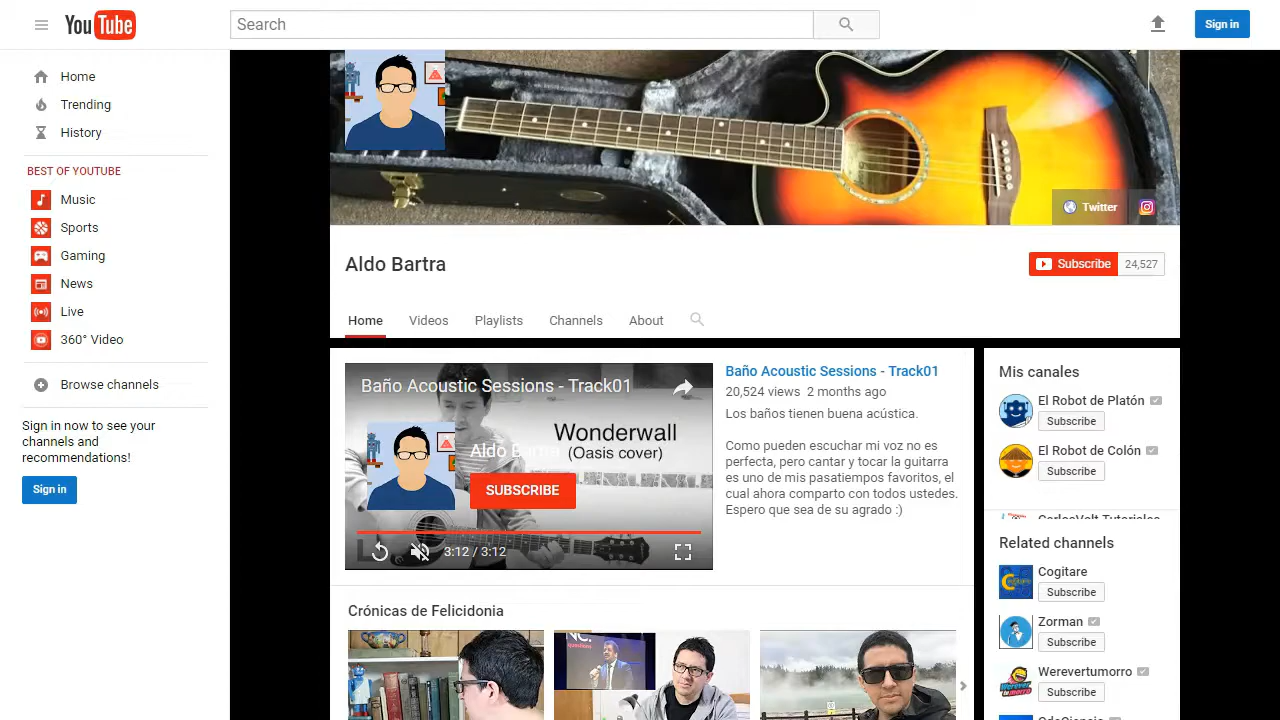 YouTube
Search
Sign in
Home
Trending
History
BEST OF YOUTUBE
Music
Sports
Gaming
News
Live
360° Video
Browse channels
Sign in now to see your
channels and
recommendations!
Sign in
Twitter
Aldo Bartra
Subscribe 24,527
Home Videos Playlists Channels About
Baño Acoustic Sessions - Track01
Wonderwall
(Oasis cover)
Aldo Bartra
SUBSCRIBE
3:12 / 3:12
Baño Acoustic Sessions - Track01
20,524 views 2 months ago
Los baños tienen buena acústica.
Como pueden escuchar mi voz no es
perfecta, pero cantar y tocar la guitarra
es uno de mis pasatiempos favoritos, el
cual ahora comparto con todos ustedes.
Espero que sea de su agrado :)
Crónicas de Felicidonia
Mis canales
El Robot de Platón
Subscribe
El Robot de Colón
Subscribe
CarlosVolt Tutoriales
Related channels
Cogitare
Subscribe
Zorman
Subscribe
Werevertumorro
Subscribe